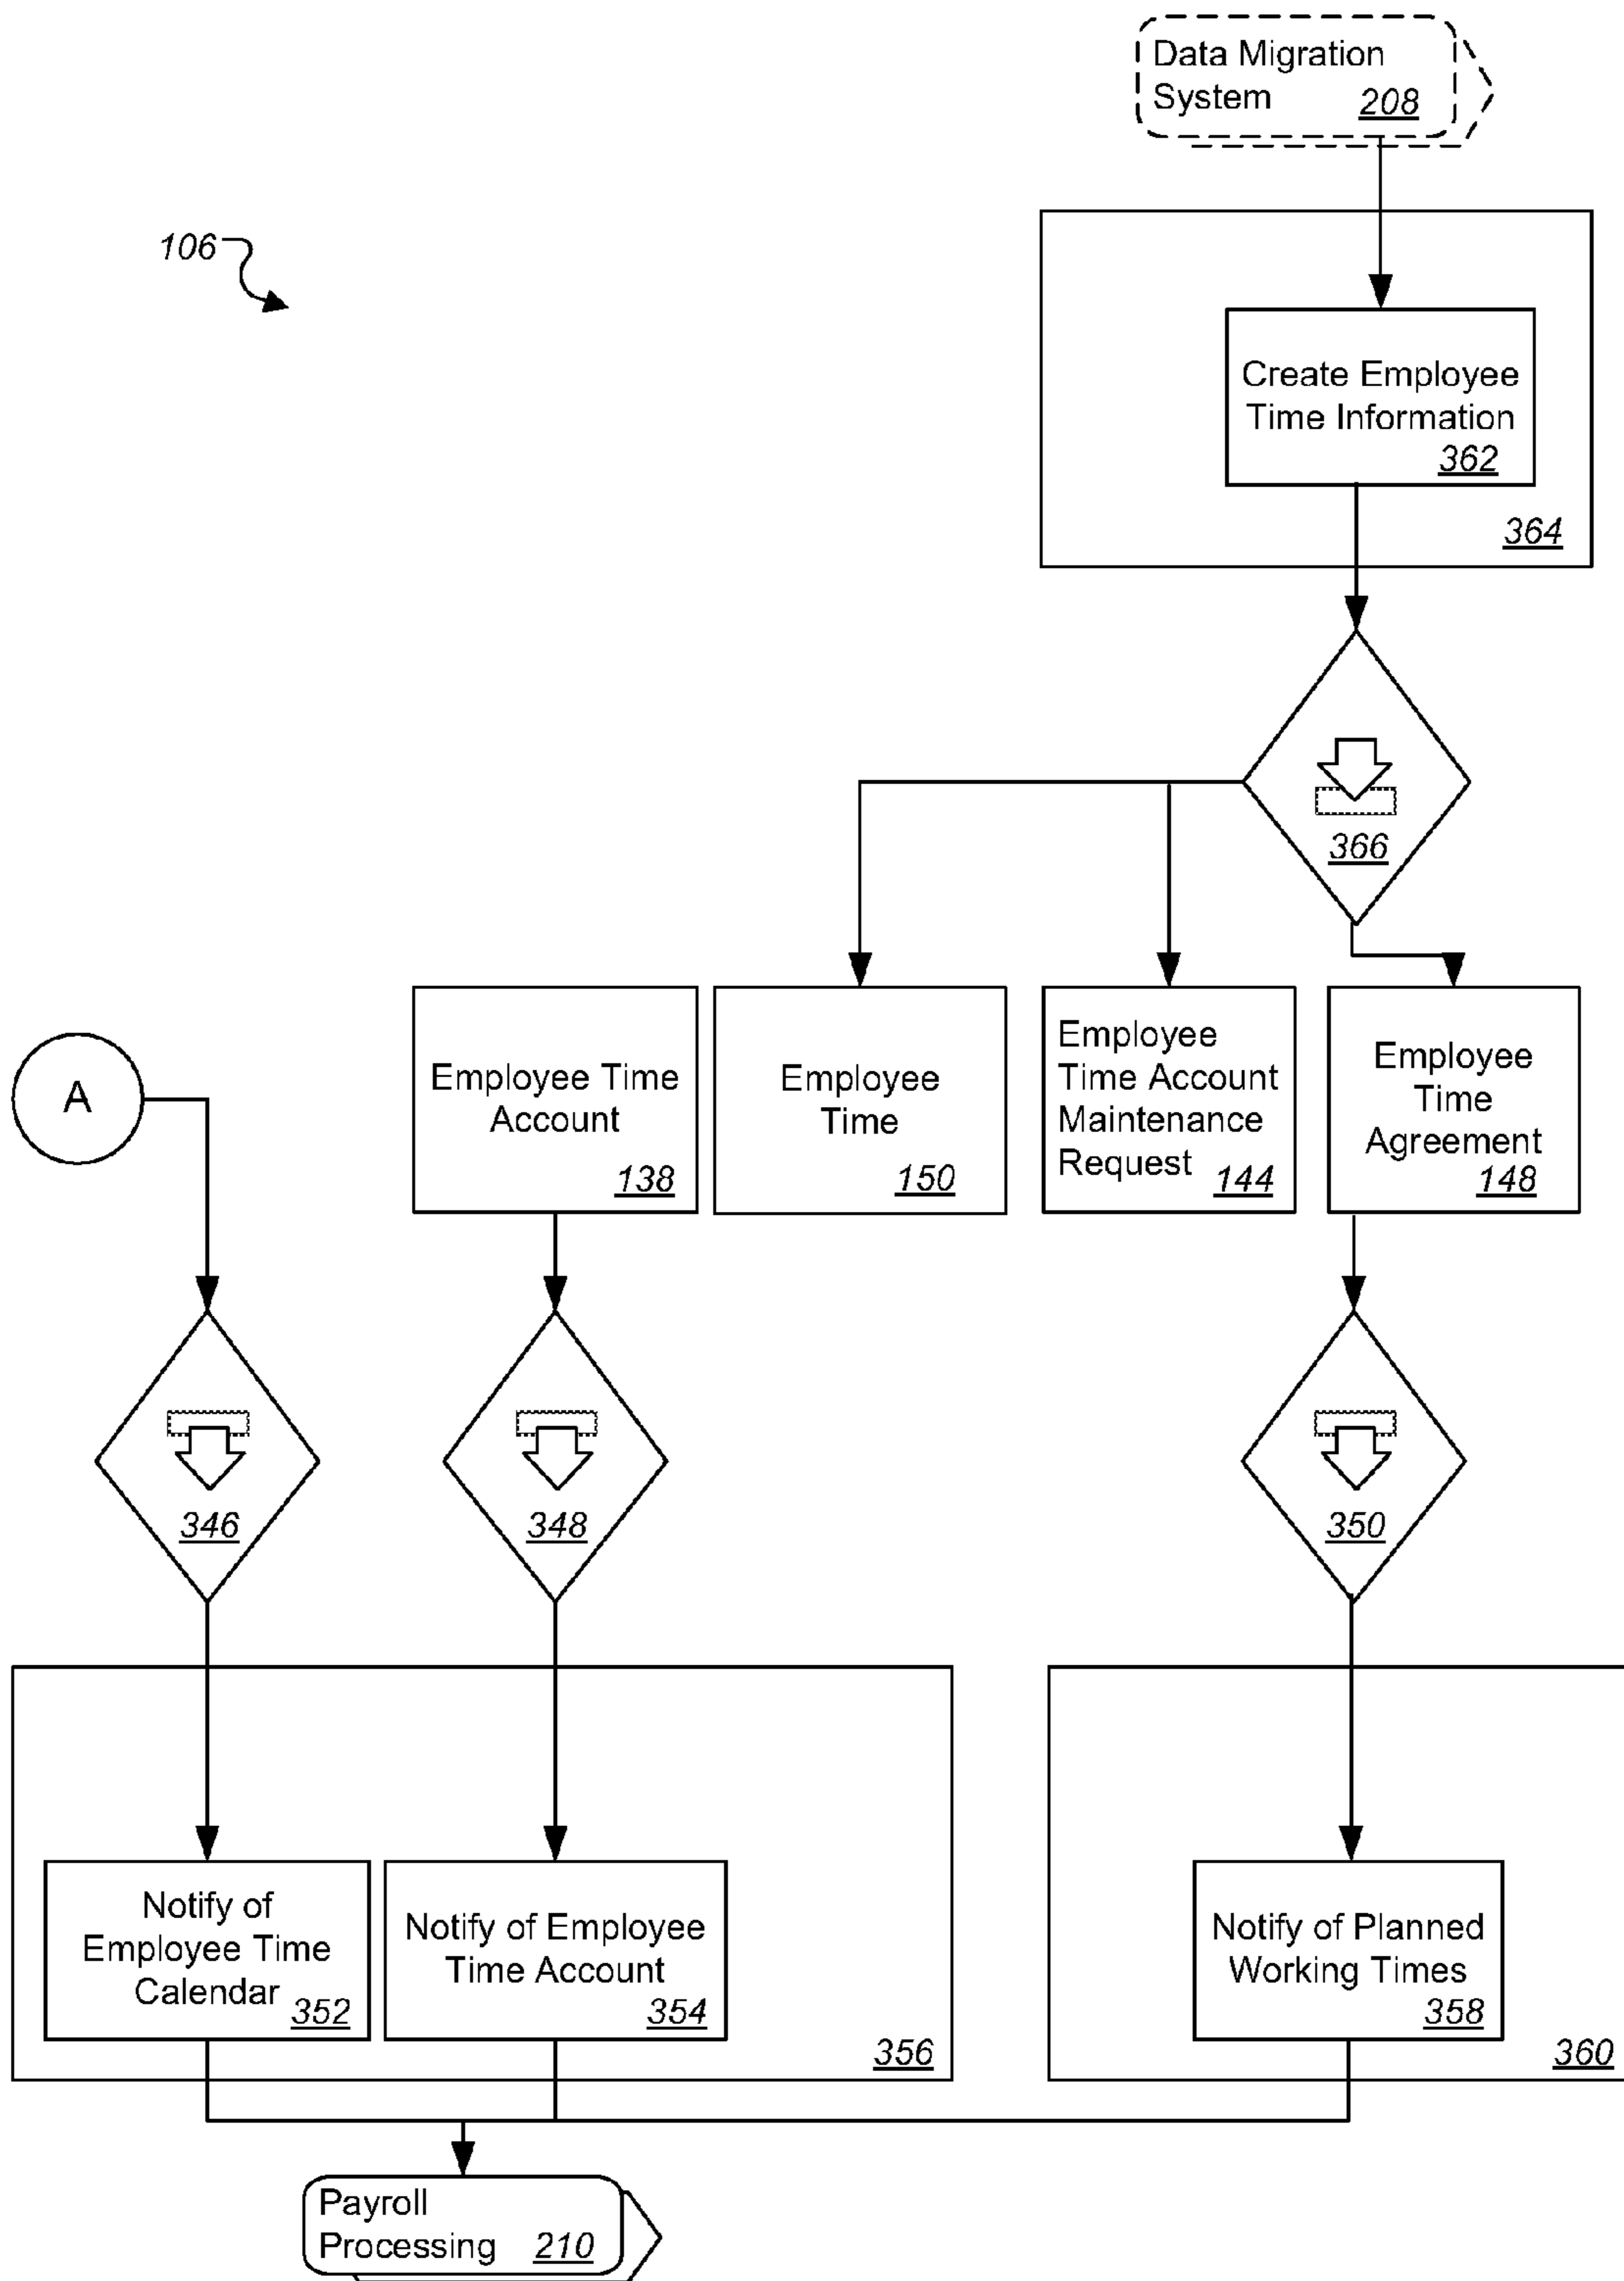 Data Migration
System 208
106
Create Employee
Time Information
362
364
366
A
Employee Time
Account
138
Employee
Time
150
Employee
Time Account
Maintenance
Request 144
Employee
Time
Agreement
148
346
348
350
Notify of
Employee Time
Calendar 352
Notify of Employee
Time Account
354
356
Notify of Planned
Working Times
358
360
Payroll
Processing 210